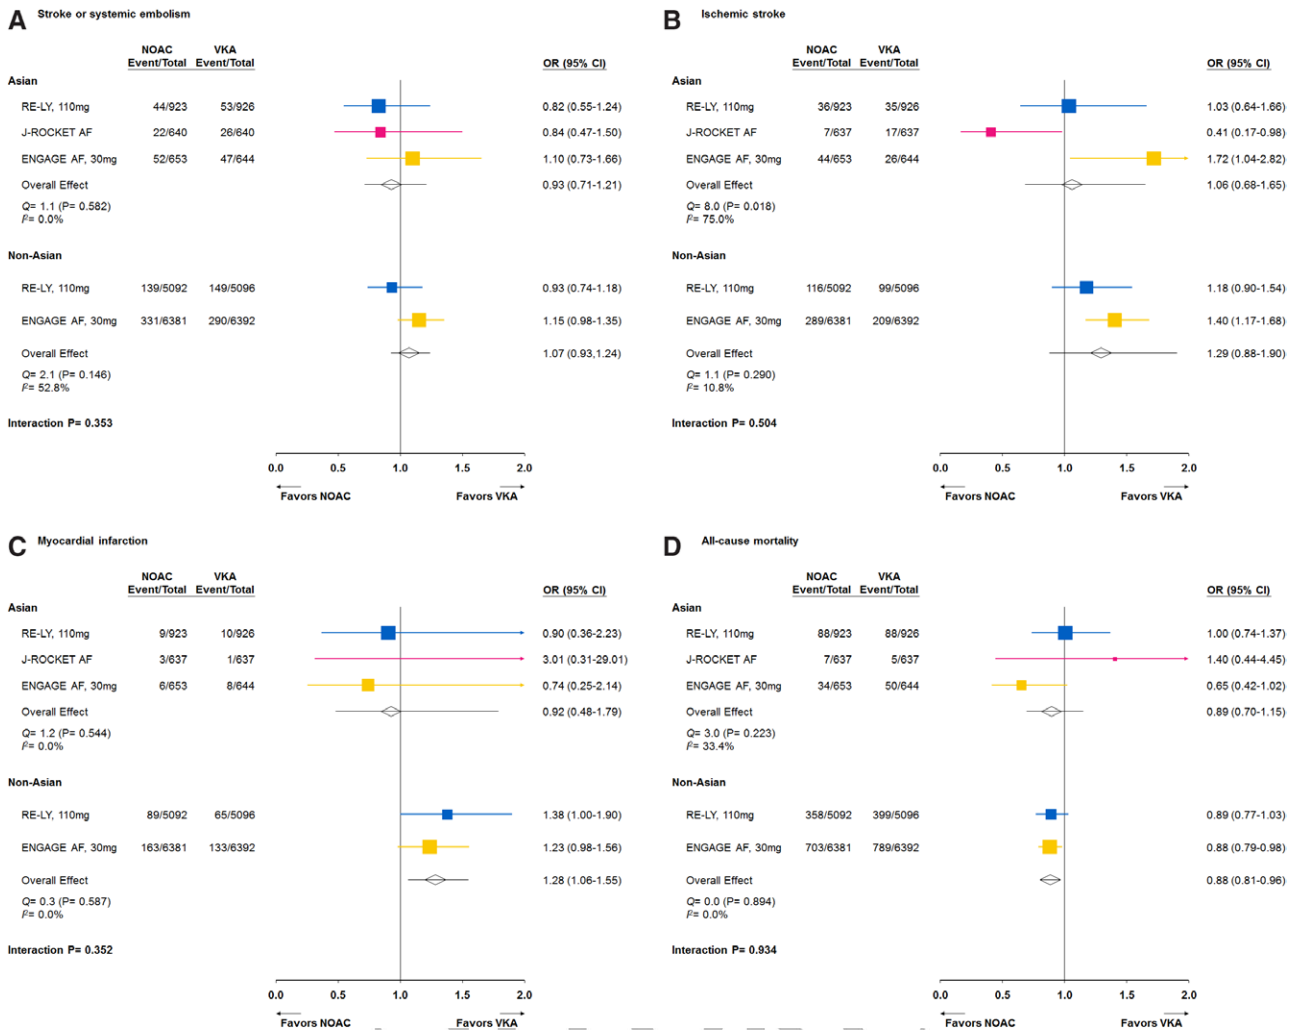 A Stroke or systemic embolism
NOAC VKA
Event/Total Event/Total OR (95% CI)
Asian
RE-LY, 110mg 44/923 53/926 0.82 (0.55-1.24)
J-ROCKET AF 22/640 26/640 0.84 (0.47-1.50)
ENGAGE AF, 30mg 52/653 47/644 1.10 (0.73-1.66)
Overall Effect 0.93 (0.71-1.21)
Q= 1.1 (P= 0.582)
I²= 0.0%
Non-Asian
RE-LY, 110mg 139/5092 149/5096 0.93 (0.74-1.18)
ENGAGE AF, 30mg 331/6381 290/6392 1.15 (0.98-1.35)
Overall Effect 1.07 (0.93,1.24)
Q= 2.1 (P= 0.146)
I²= 52.8%
Interaction P= 0.353
0.0 0.5 1.0 1.5 2.0
Favors NOAC Favors VKA
B Ischemic stroke
NOAC VKA
Event/Total Event/Total OR (95% CI)
Asian
RE-LY, 110mg 36/923 35/926 1.03 (0.64-1.66)
J-ROCKET AF 7/637 17/637 0.41 (0.17-0.98)
ENGAGE AF, 30mg 44/653 26/644 1.72 (1.04-2.82)
Overall Effect 1.06 (0.68-1.65)
Q= 8.0 (P= 0.018)
I²= 75.0%
Non-Asian
RE-LY, 110mg 116/5092 99/5096 1.18 (0.90-1.54)
ENGAGE AF, 30mg 289/6381 209/6392 1.40 (1.17-1.68)
Overall Effect 1.29 (0.88-1.90)
Q= 1.1 (P= 0.290)
I²= 10.8%
Interaction P= 0.504
0.0 0.5 1.0 1.5 2.0
Favors NOAC Favors VKA
C Myocardial infarction
NOAC VKA
Event/Total Event/Total OR (95% CI)
Asian
RE-LY, 110mg 9/923 10/926 0.90 (0.36-2.23)
J-ROCKET AF 3/637 1/637 3.01 (0.31-29.01)
ENGAGE AF, 30mg 6/653 8/644 0.74 (0.25-2.14)
Overall Effect 0.92 (0.48-1.79)
Q= 1.2 (P= 0.544)
I²= 0.0%
Non-Asian
RE-LY, 110mg 89/5092 65/5096 1.38 (1.00-1.90)
ENGAGE AF, 30mg 163/6381 133/6392 1.23 (0.98-1.56)
Overall Effect 1.28 (1.06-1.55)
Q= 0.3 (P= 0.587)
I²= 0.0%
Interaction P= 0.352
0.0 0.5 1.0 1.5 2.0
Favors NOAC Favors VKA
D All-cause mortality
NOAC VKA
Event/Total Event/Total OR (95% CI)
Asian
RE-LY, 110mg 88/923 88/926 1.00 (0.74-1.37)
J-ROCKET AF 7/637 5/637 1.40 (0.44-4.45)
ENGAGE AF, 30mg 34/653 50/644 0.65 (0.42-1.02)
Overall Effect 0.89 (0.70-1.15)
Q= 3.0 (P= 0.223)
I²= 33.4%
Non-Asian
RE-LY, 110mg 358/5092 399/5096 0.89 (0.77-1.03)
ENGAGE AF, 30mg 703/6381 789/6392 0.88 (0.79-0.98)
Overall Effect 0.88 (0.81-0.96)
Q= 0.0 (P= 0.894)
I²= 0.0%
Interaction P= 0.934
0.0 0.5 1.0 1.5 2.0
Favors NOAC Favors VKA